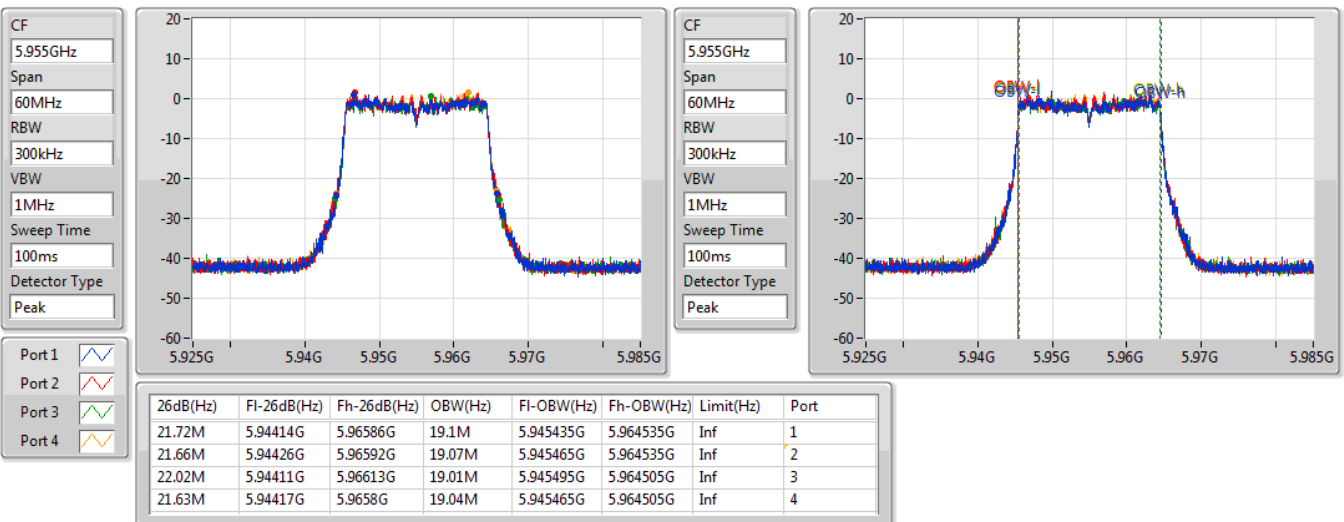 CF
5.955GHz
Span
60MHz
RBW
300kHz
VBW
1MHz
Sweep Time
100ms
Detector Type
Peak
Port 1
Port 2
Port 3
Port 4
20
10
0
-10
-20
-30
-40
-50
-60
5.925G 5.94G 5.95G 5.96G 5.97G 5.985G
CF
5.955GHz
Span
60MHz
RBW
300kHz
VBW
1MHz
Sweep Time
100ms
Detector Type
Peak
20
10
0
-10
-20
-30
-40
-50
-60
OBW-l OBW-h
5.925G 5.94G 5.95G 5.96G 5.97G 5.985G
26dB(Hz) Fl-26dB(Hz) Fh-26dB(Hz) OBW(Hz) Fl-OBW(Hz) Fh-OBW(Hz) Limit(Hz) Port
21.72M 5.94414G 5.96586G 19.1M 5.945435G 5.964535G Inf 1
21.66M 5.94426G 5.96592G 19.07M 5.945465G 5.964535G Inf 2
22.02M 5.94411G 5.96613G 19.01M 5.945495G 5.964505G Inf 3
21.63M 5.94417G 5.9658G 19.04M 5.945465G 5.964505G Inf 4